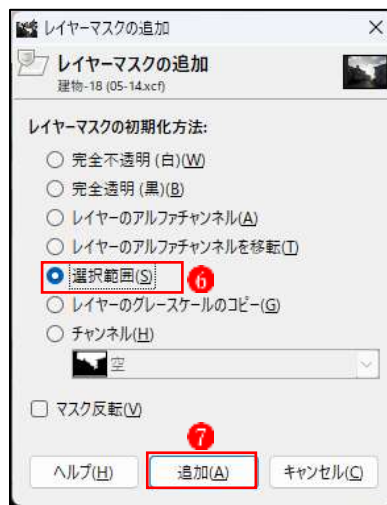 レイヤーマスクの追加
レイヤーマスクの追加
建物-18 (05-14.xcf)
レイヤーマスクの初期化方法:
完全不透明 (白)(W)
完全透明 (黒)(B)
レイヤーのアルファチャンネル(A)
レイヤーのアルファチャンネルを移転(T)
選択範囲(S) 6
レイヤーのグレースケールのコピー(G)
チャンネル(H)
空
マスク反転(V)
7
ヘルプ(H) 追加(A) キャンセル(C)